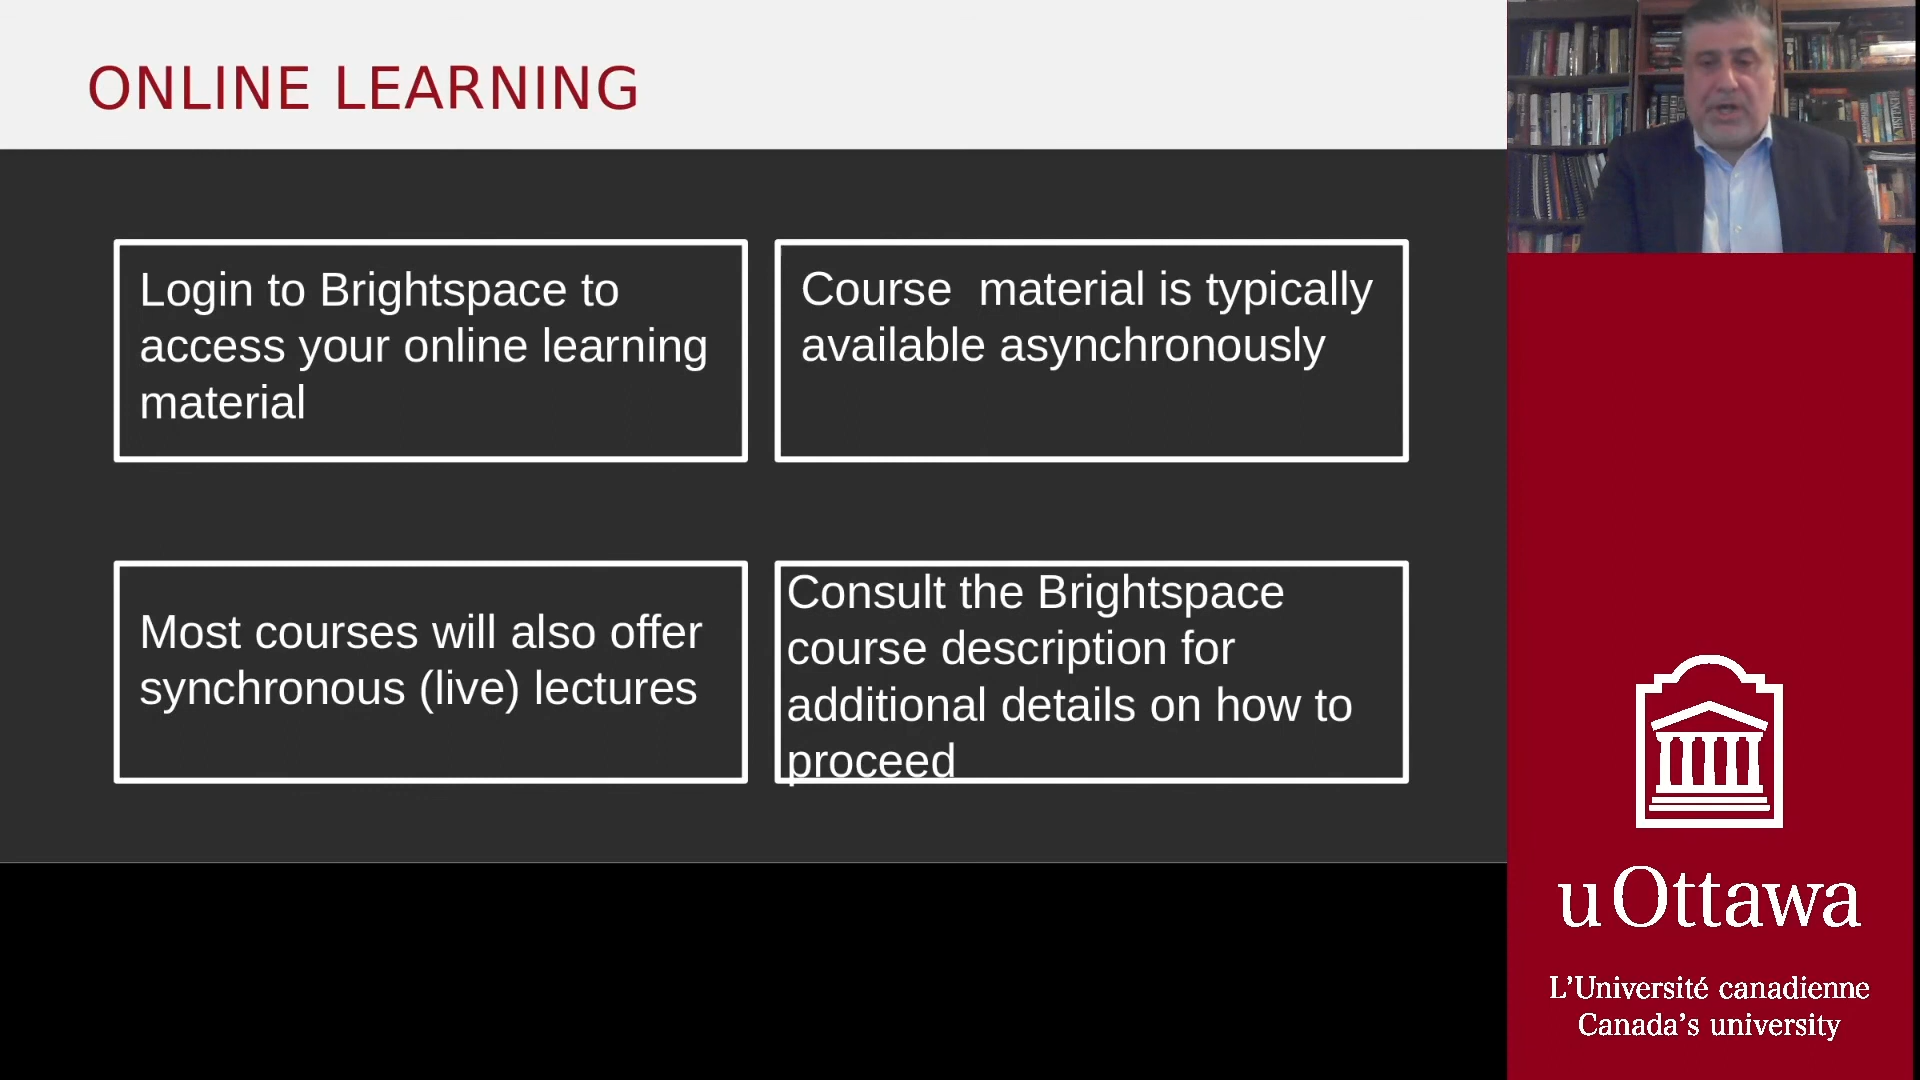 ONLINE LEARNING
Login to Brightspace to
access your online learning
material
Course  material is typically
available asynchronously
Most courses will also offer
synchronous (live) lectures
Consult the Brightspace
course description for
additional details on how to
proceed
uOttawa
L’Université canadienne
Canada’s university